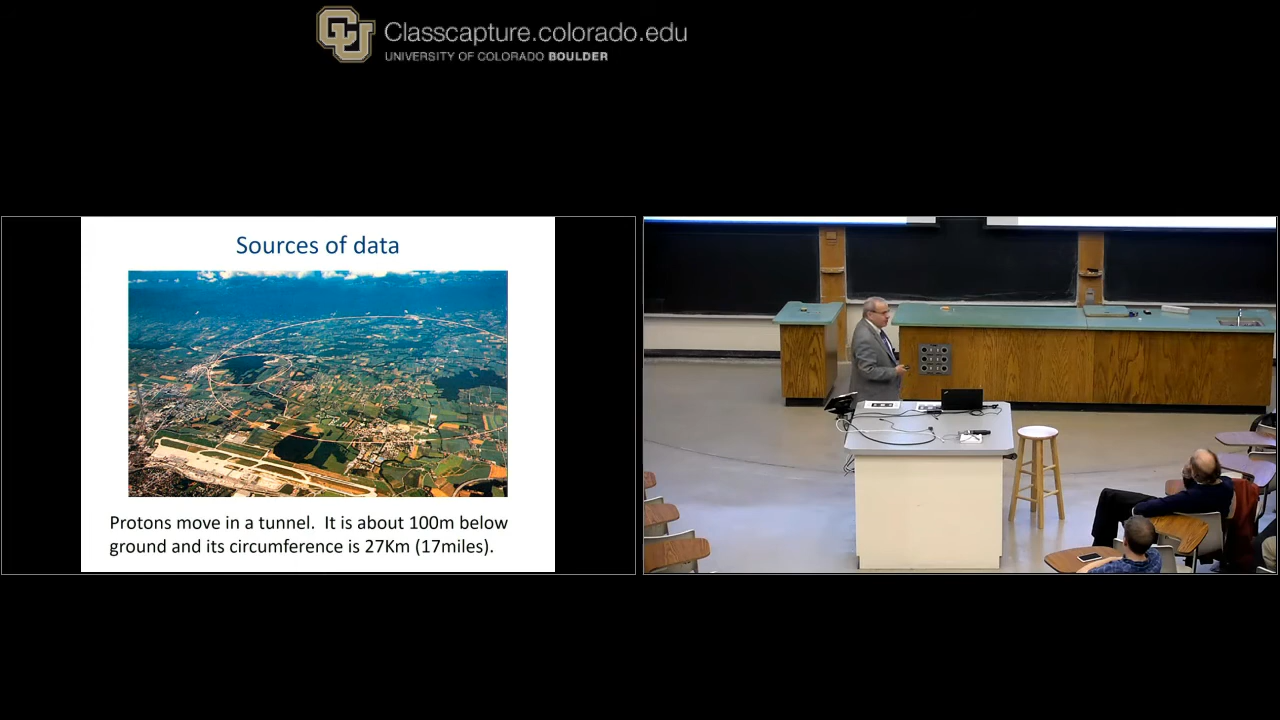 Classcapture.colorado.edu
UNIVERSITY OF COLORADO BOULDER
Sources of data
Protons move in a tunnel. It is about 100m below
ground and its circumference is 27Km (17miles).